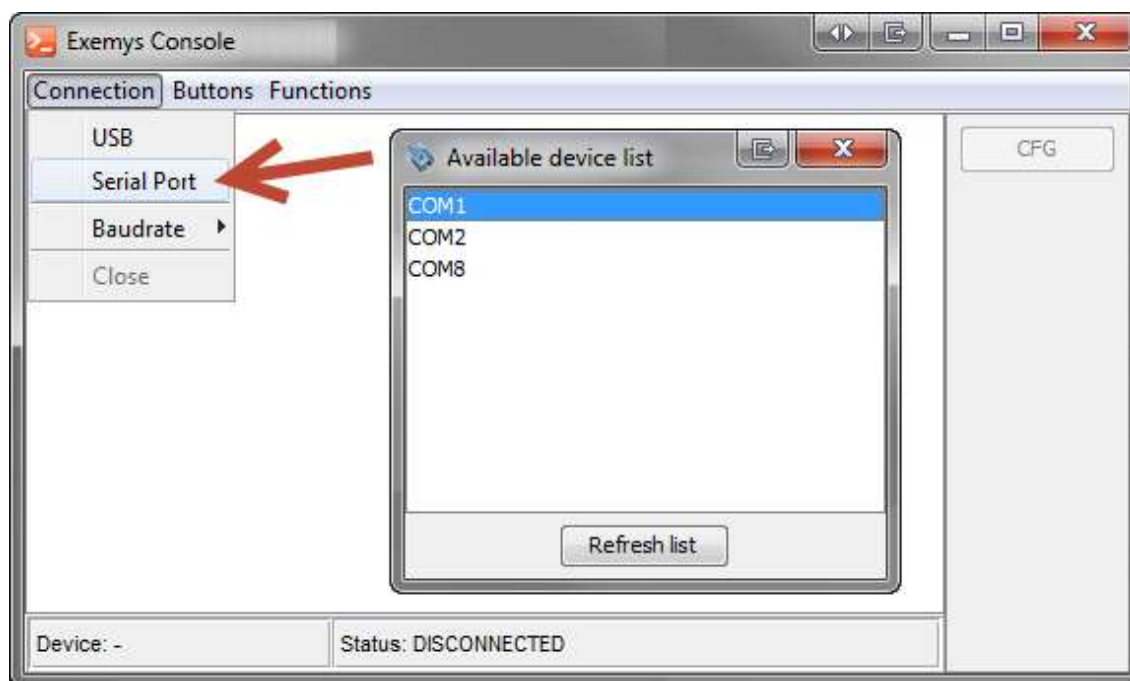 Exemys Console
Connection Buttons Functions
USB
Serial Port
Baudrate
Close
Available device list
COM1
COM2
COM8
Refresh list
CFG
Device: -
Status: DISCONNECTED